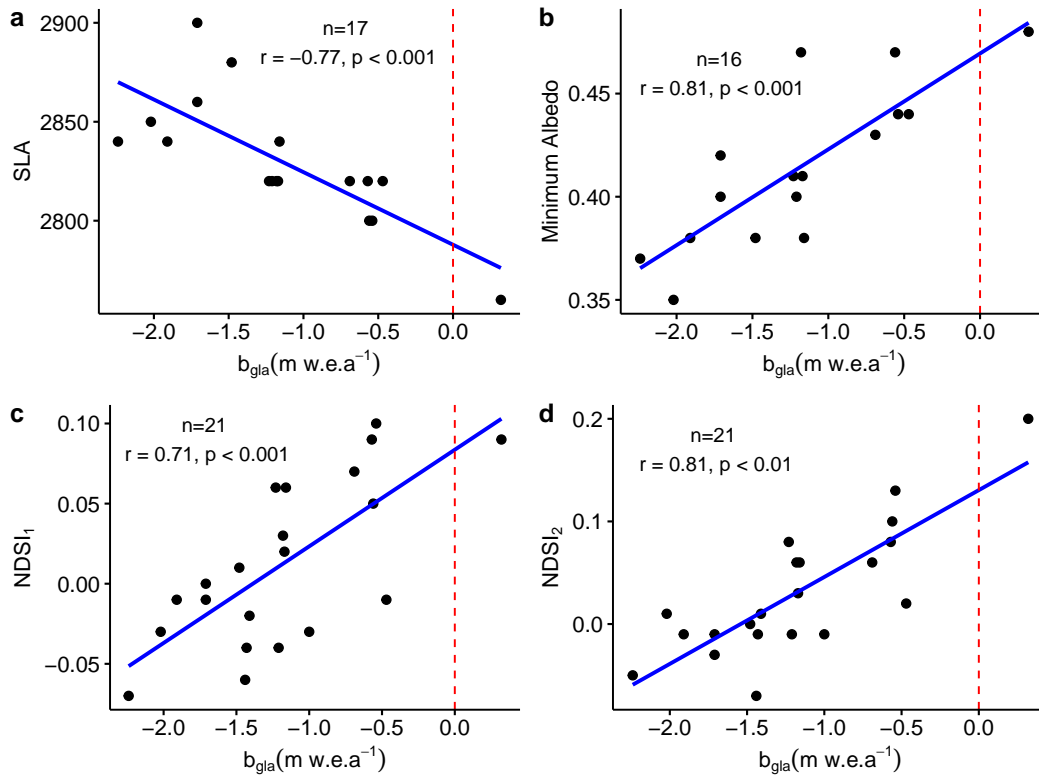 a
n=17
r = −0.77, p < 0.001
SLA
2900
2850
2800
−2.0 −1.5 −1.0 −0.5 0.0
b_gla(m w.e.a⁻¹)
b
n=16
r = 0.81, p < 0.001
Minimum Albedo
0.45
0.40
0.35
−2.0 −1.5 −1.0 −0.5 0.0
b_gla(m w.e.a⁻¹)
c
n=21
r = 0.71, p < 0.001
NDSI₁
0.10
0.05
0.00
−0.05
−2.0 −1.5 −1.0 −0.5 0.0
b_gla(m w.e.a⁻¹)
d
n=21
r = 0.81, p < 0.01
NDSI₂
0.2
0.1
0.0
−2.0 −1.5 −1.0 −0.5 0.0
b_gla(m w.e.a⁻¹)